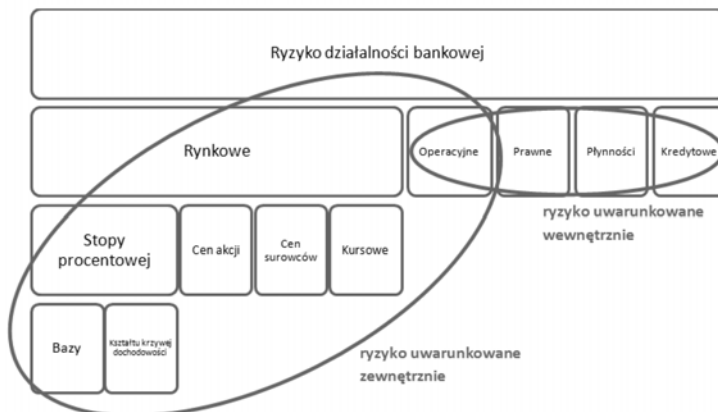 Ryzyko działalności bankowej
Rynkowe
Operacyjne
Prawne
Płynności
Kredytowe
Stopy
procentowej
Cen akcji
Cen
surowców
Kursowe
ryzyko uwarunkowane
wewnętrznie
Bazy
Kształtu krzywej
dochodowości
ryzyko uwarunkowane
zewnętrznie